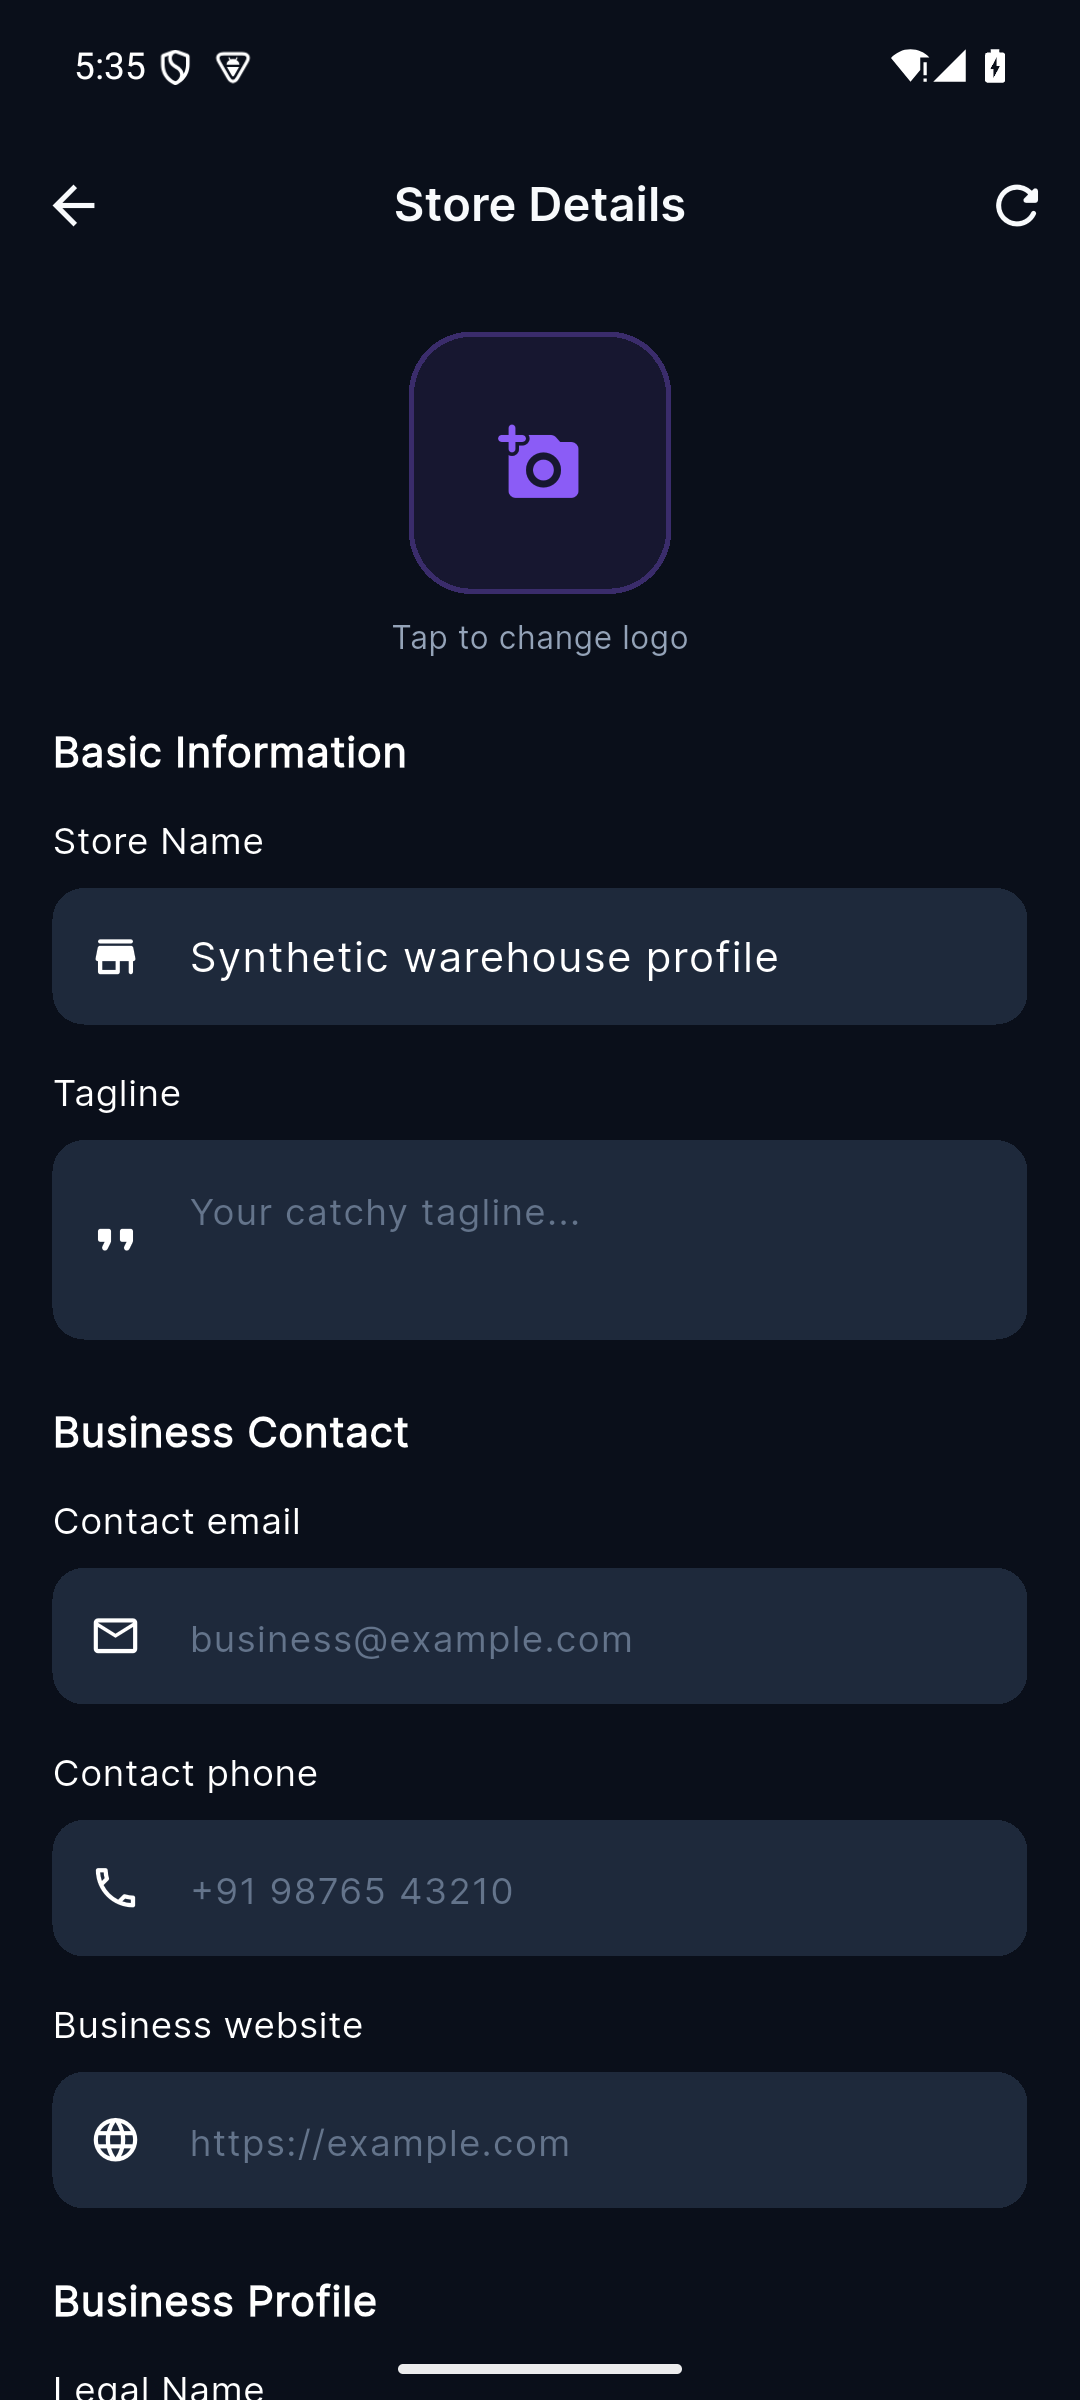 5:35
Store Details
Tap to change logo
Basic Information
Store Name
Synthetic warehouse profile
Tagline
Your catchy tagline...
Business Contact
Contact email
business@example.com
Contact phone
+91 98765 43210
Business website
https://example.com
Business Profile
Legal Name